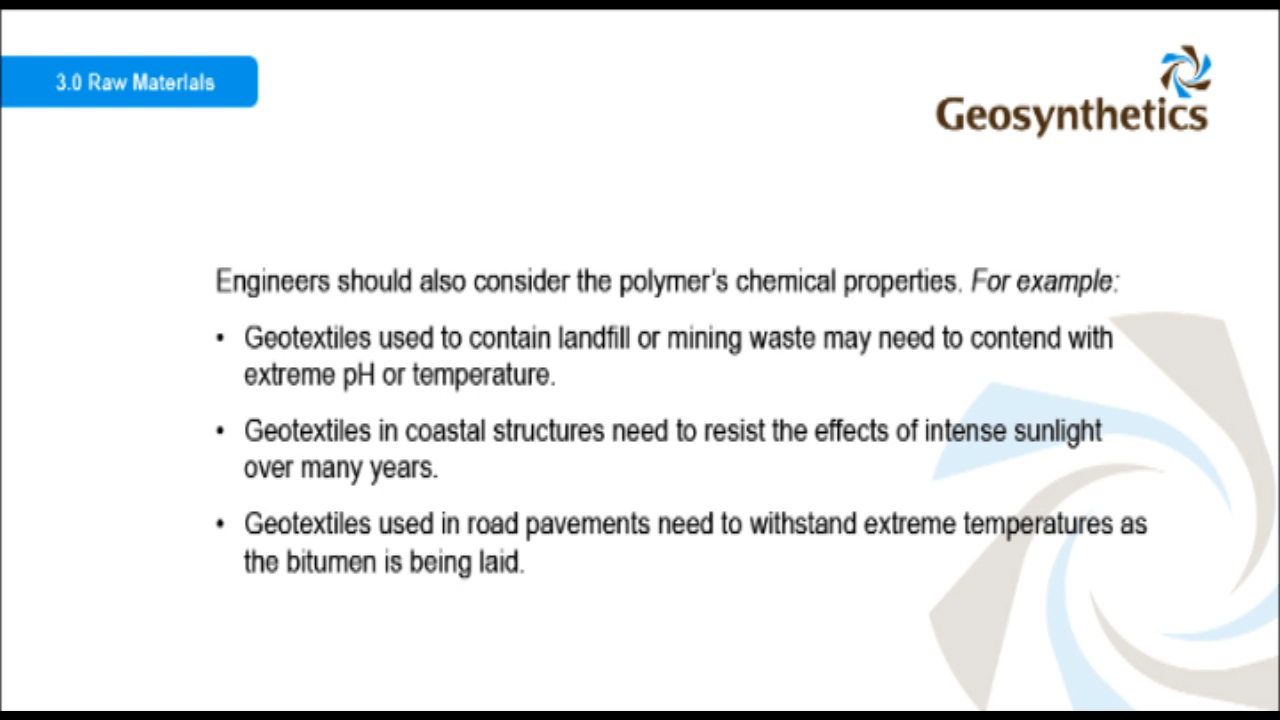 3.0 Raw Materials
Geosynthetics
Engineers should also consider the polymer's chemical properties. For example:
• Geotextiles used to contain landfill or mining waste may need to contend with
extreme pH or temperature.
• Geotextiles in coastal structures need to resist the effects of intense sunlight
over many years.
• Geotextiles used in road pavements need to withstand extreme temperatures as
the bitumen is being laid.